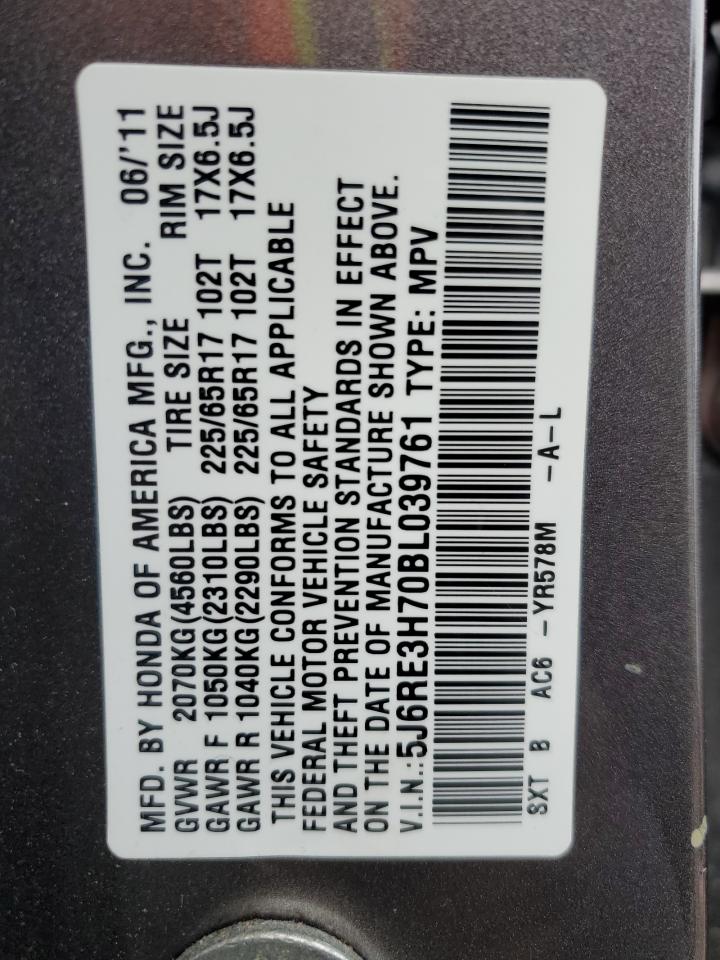 MFD. BY HONDA OF AMERICA MFG., INC. 06/'11
GVWR 2070KG(4560LBS) TIRE SIZE RIM SIZE
GAWR F 1050KG(2310LBS) 225/65R17 102T 17X6.5J
GAWR R 1040KG(2290LBS) 225/65R17 102T 17X6.5J
THIS VEHICLE CONFORMS TO ALL APPLICABLE
FEDERAL MOTOR VEHICLE SAFETY
AND THEFT PREVENTION STANDARDS IN EFFECT
ON THE DATE OF MANUFACTURE SHOWN ABOVE.
V.I.N.:5J6RE3H70BL039761 TYPE: MPV
SXT B AC6 -YR578M -A-L